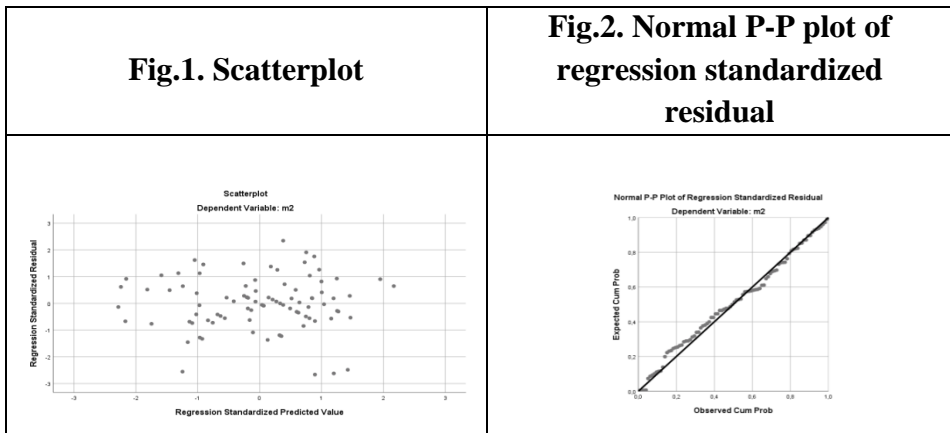 Fig.1. Scatterplot
Fig.2. Normal P-P plot of
regression standardized
residual
Scatterplot
Dependent Variable: m2
Regression Standardized Residual
3
2
1
0
-1
-2
-3
-3
-2
-1
0
1
2
3
Regression Standardized Predicted Value
Normal P-P Plot of Regression Standardized Residual
Dependent Variable: m2
Expected Cum Prob
1,0
0,8
0,6
0,4
0,2
0,0
0,0
0,2
0,4
0,6
0,8
1,0
Observed Cum Prob